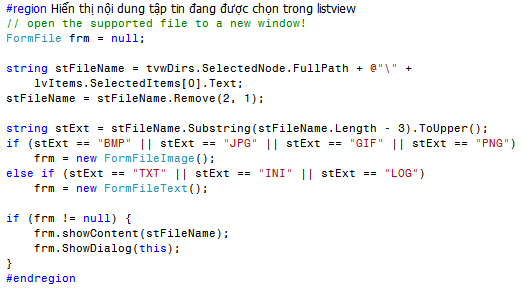 #region Hiển thị nội dung tập tin đang được chọn trong listview
// open the supported file to a new window!
FormFile frm = null;

string stFileName = tvwDirs.SelectedNode.FullPath + @"\" +
    lvItems.SelectedItems[0].Text;
stFileName = stFileName.Remove(2, 1);

string stExt = stFileName.Substring(stFileName.Length - 3).ToUpper();
if (stExt == "BMP" || stExt == "JPG" || stExt == "GIF" || stExt == "PNG")
    frm = new FormFileImage();
else if (stExt == "TXT" || stExt == "INI" || stExt == "LOG")
    frm = new FormFileText();

if (frm != null) {
    frm.showContent(stFileName);
    frm.ShowDialog(this);
}
#endregion